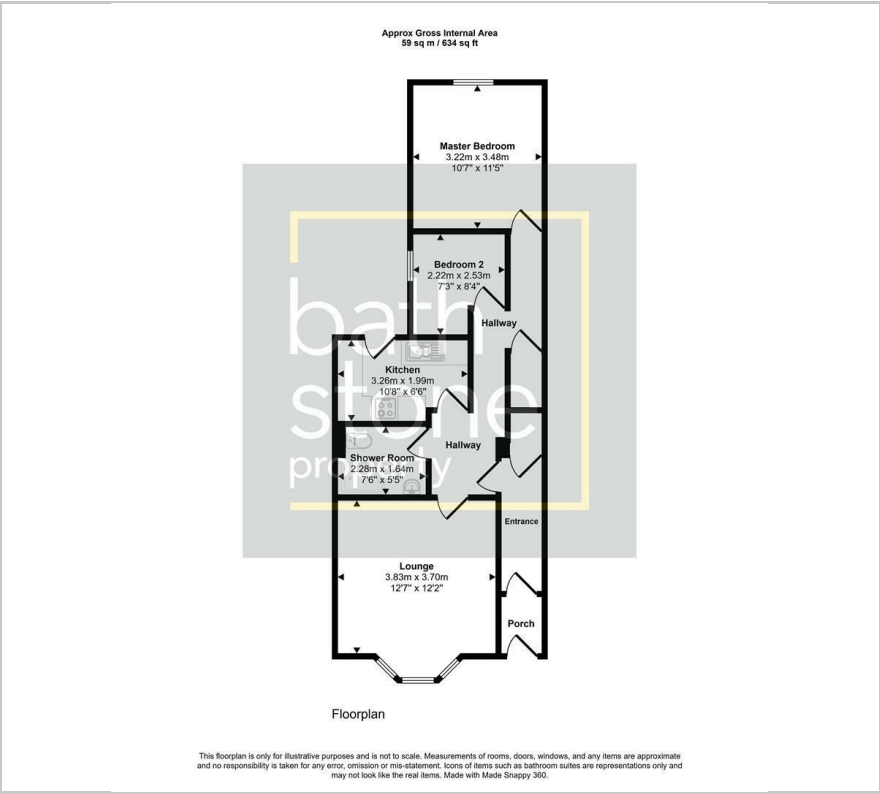 Approx Gross Internal Area
59 sq m / 634 sq ft
Master Bedroom
3.22m x 3.48m
10'7" x 11'5"
Bedroom 2
2.22m x 2.53m
7'3" x 8'4"
Hallway
bath
stone
property
Kitchen
3.26m x 1.99m
10'8" x 6'6"
Hallway
Shower Room
2.28m x 1.64m
7'6" x 5'5"
Entrance
Lounge
3.83m x 3.70m
12'7" x 12'2"
Porch
Floorplan
This floorplan is only for illustrative purposes and is not to scale. Measurements of rooms, doors, windows, and any items are approximate
and no responsibility is taken for any error, omission or mis-statement. Icons of items such as bathroom suites are representations only and
may not look like the real items. Made with Made Snappy 360.